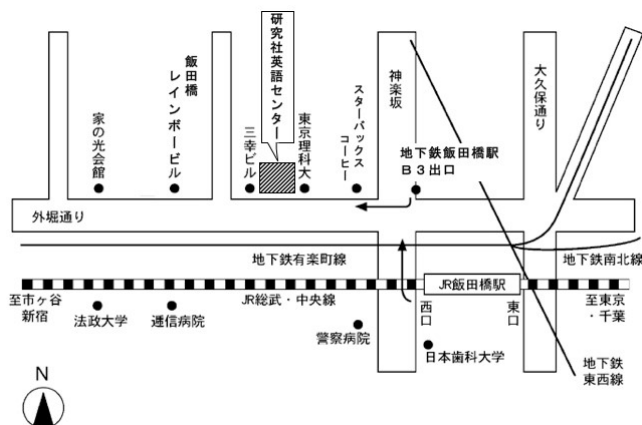 家の光会館
飯田橋
レインボービル
三幸ビル
研究社英語センター
東京理科大
スターバックス
コーヒー
神楽坂
地下鉄飯田橋駅
B3出口
大久保通り
外堀通り
地下鉄有楽町線
地下鉄南北線
至市ヶ谷
新宿
JR総武・中央線
JR飯田橋駅
至東京
・千葉
法政大学
逓信病院
警察病院
西口
東口
日本歯科大学
地下鉄
東西線
N